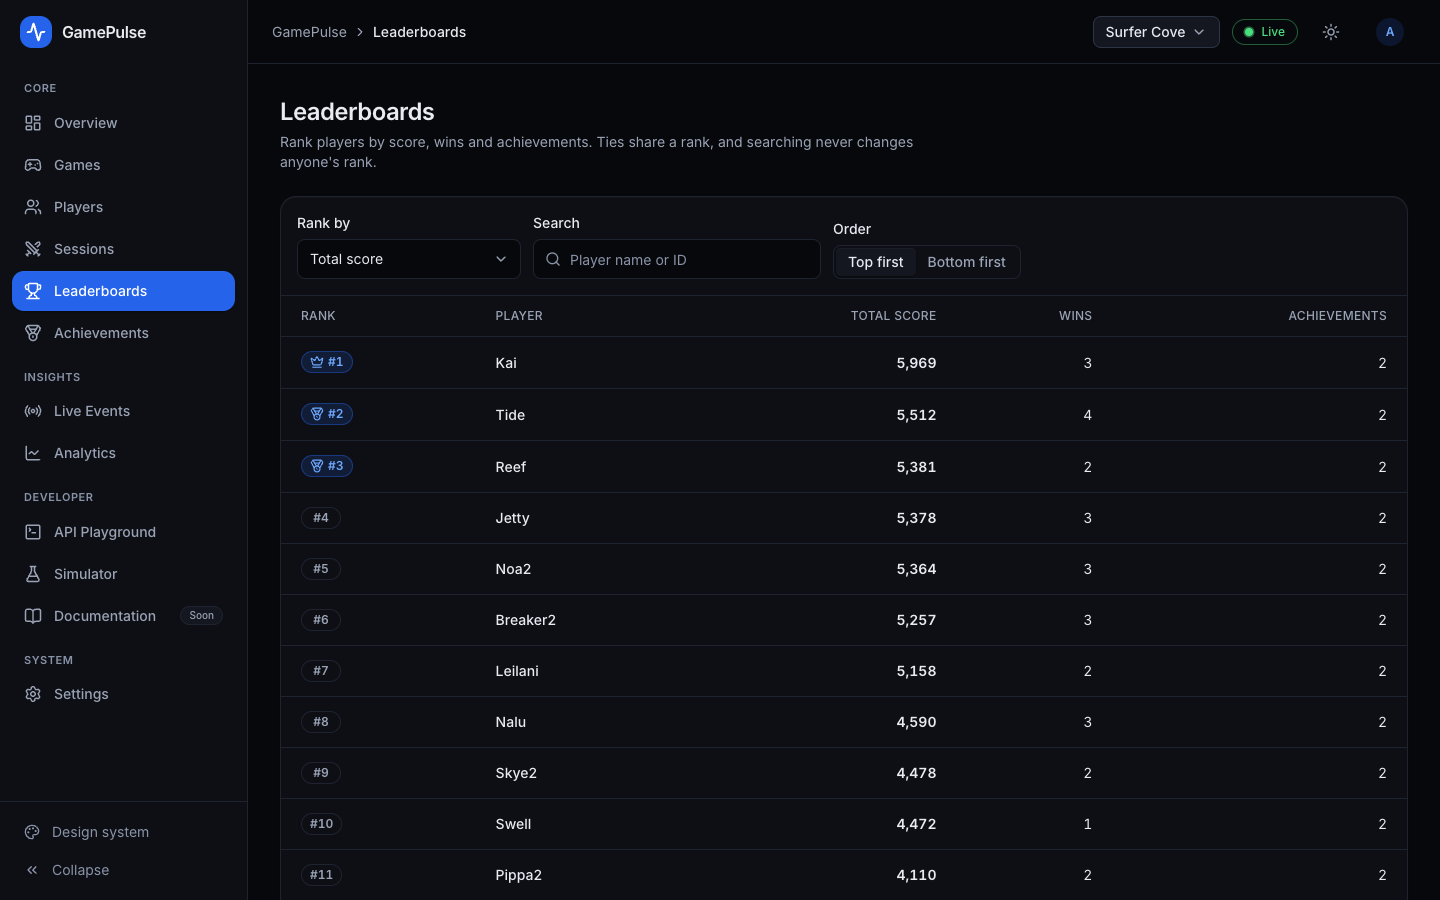 GamePulse
CORE
Overview
Games
Players
Sessions
Leaderboards
Achievements
INSIGHTS
Live Events
Analytics
DEVELOPER
API Playground
Simulator
Documentation Soon
SYSTEM
Settings
Design system
Collapse
GamePulse > Leaderboards
Surfer Cove
Live
A
Leaderboards
Rank players by score, wins and achievements. Ties share a rank, and searching never changes
anyone's rank.
Rank by
Total score
Search
Player name or ID
Order
Top first Bottom first
RANK PLAYER TOTAL SCORE WINS ACHIEVEMENTS
#1 Kai 5,969 3 2
#2 Tide 5,512 4 2
#3 Reef 5,381 2 2
#4 Jetty 5,378 3 2
#5 Noa2 5,364 3 2
#6 Breaker2 5,257 3 2
#7 Leilani 5,158 2 2
#8 Nalu 4,590 3 2
#9 Skye2 4,478 2 2
#10 Swell 4,472 1 2
#11 Pippa2 4,110 2 2